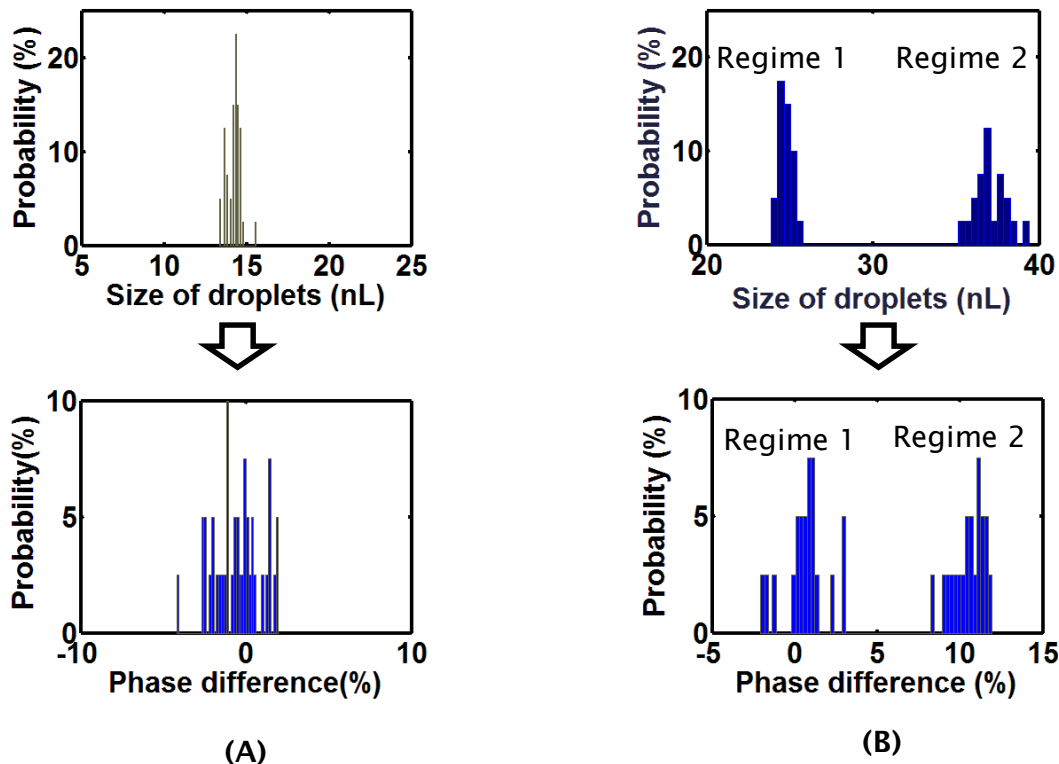 Probability (%)
20
10
0
5 10 15 20 25
Size of droplets (nL)
Probability(%)
10
5
0
-10 0 10
Phase difference(%)
(A)
Probability (%)
20
10
0
Regime 1 Regime 2
20 30 40
Size of droplets (nL)
Probability (%)
10
5
0
Regime 1 Regime 2
-5 0 5 10 15
Phase difference (%)
(B)